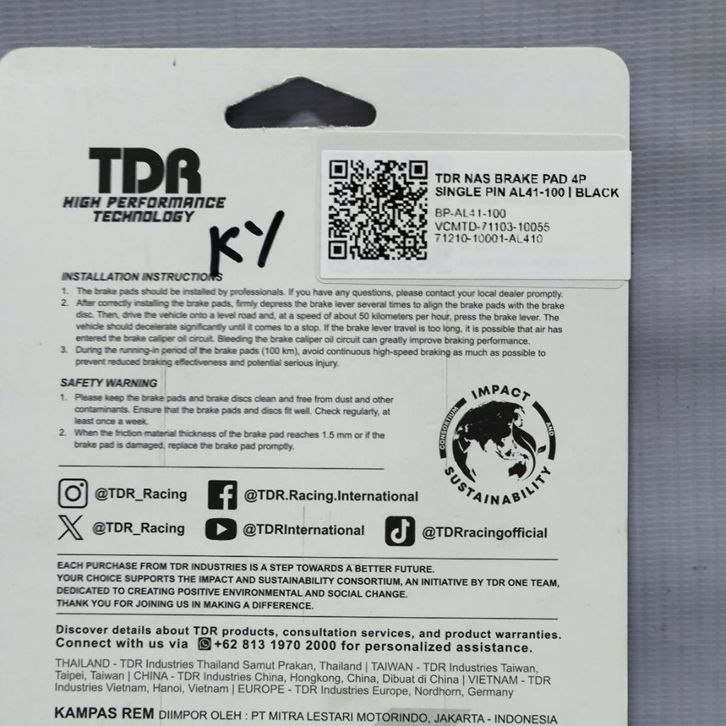 TDR
HIGH PERFORMANCE
TECHNOLOGY
KY
TDR NAS BRAKE PAD 4P
SINGLE PIN AL41-100 | BLACK
BP-AL41-100
VCMTD-71103-10055
71210-10001-AL410
INSTALLATION INSTRUCTIONS
1. The brake pads should be installed by professionals. If you have any questions, please contact your local dealer promptly.
2. After correctly installing the brake pads, firmly depress the brake lever several times to align the brake pads with the brake
disc. Then, drive the vehicle onto a level road and, at a speed of about 50 kilometers per hour, press the brake lever. The
vehicle should decelerate significantly until it comes to a stop. If the brake lever travel is too long, it is possible that air has
entered the brake caliper oil circuit. Bleeding the brake caliper oil circuit can greatly improve braking performance.
3. During the running-in period of the brake pads (100 km), avoid continuous high-speed braking as much as possible to
prevent reduced braking effectiveness and potential serious injury.
SAFETY WARNING
1. Please keep the brake pads and brake discs clean and free from dust and other
contaminants. Ensure that the brake pads and discs fit well. Check regularly, at
least once a week.
2. When the friction material thickness of the brake pad reaches 1.5 mm or if the
brake pad is damaged, replace the brake pad promptly.
IMPACT
AND
SUSTAINABILITY
CONSORTIUM
@TDR_Racing
@TDR.Racing.International
@TDR_Racing
@TDRInternational
@TDRracingofficial
EACH PURCHASE FROM TDR INDUSTRIES IS A STEP TOWARDS A BETTER FUTURE.
YOUR CHOICE SUPPORTS THE IMPACT AND SUSTAINABILITY CONSORTIUM, AN INITIATIVE BY TDR ONE TEAM,
DEDICATED TO CREATING POSITIVE ENVIRONMENTAL AND SOCIAL CHANGE.
THANK YOU FOR JOINING US IN MAKING A DIFFERENCE.
Discover details about TDR products, consultation services, and product warranties.
Connect with us via +62 813 1970 2000 for personalized assistance.
THAILAND - TDR Industries Thailand Samut Prakan, Thailand | TAIWAN - TDR Industries Taiwan,
Taipei, Taiwan | CHINA - TDR Industries China, Hongkong, China, Dibuat di China | VIETNAM - TDR
Industries Vietnam, Hanoi, Vietnam | EUROPE - TDR Industries Europe, Nordhorn, Germany
KAMPAS REM DIIMPOR OLEH : PT MITRA LESTARI MOTORINDO, JAKARTA - INDONESIA